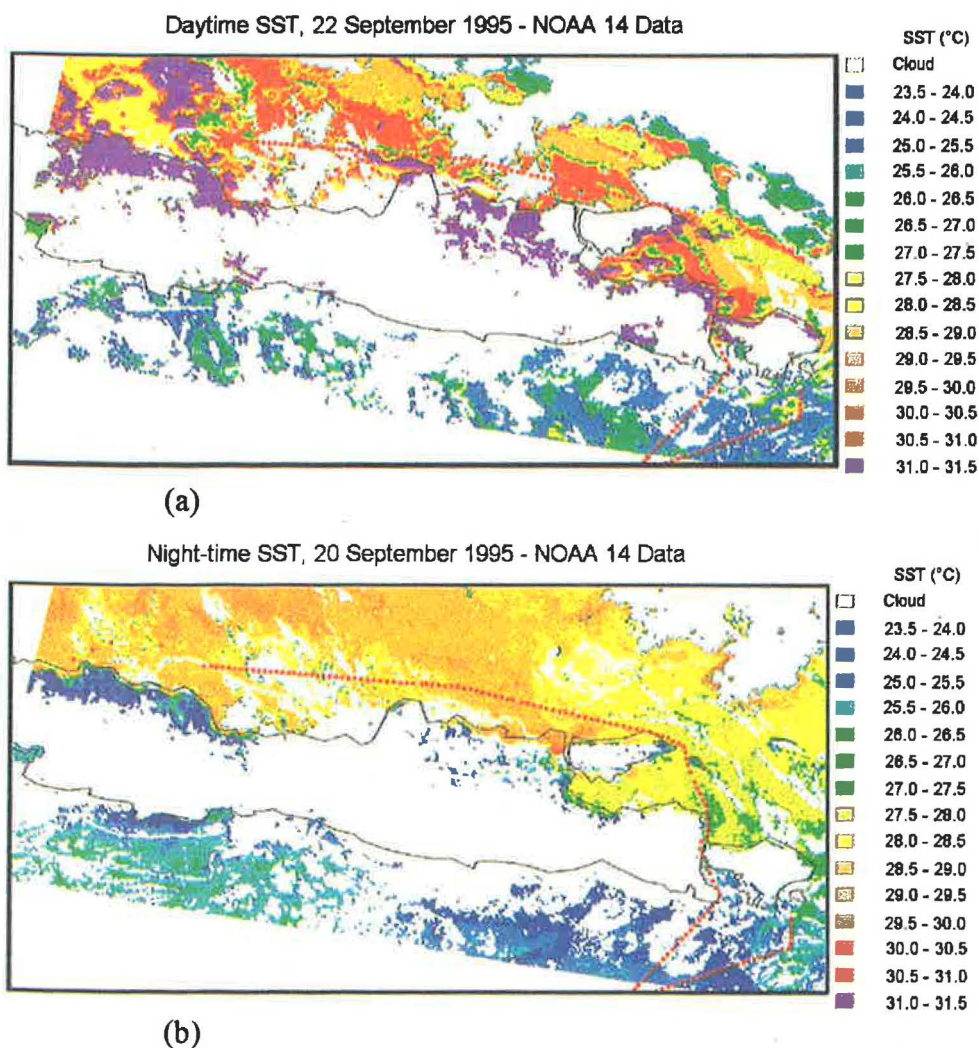 Daytime SST, 22 September 1995 - NOAA 14 Data
SST (°C)
Cloud
23.5 - 24.0
24.0 - 24.5
25.0 - 25.5
25.5 - 26.0
26.0 - 26.5
26.5 - 27.0
27.0 - 27.5
27.5 - 28.0
28.0 - 28.5
28.5 - 29.0
29.0 - 29.5
29.5 - 30.0
30.0 - 30.5
30.5 - 31.0
31.0 - 31.5
(a)
Night-time SST, 20 September 1995 - NOAA 14 Data
SST (°C)
Cloud
23.5 - 24.0
24.0 - 24.5
25.0 - 25.5
25.5 - 26.0
26.0 - 26.5
26.5 - 27.0
27.0 - 27.5
27.5 - 28.0
28.0 - 28.5
28.5 - 29.0
29.0 - 29.5
29.5 - 30.0
30.0 - 30.5
30.5 - 31.0
31.0 - 31.5
(b)